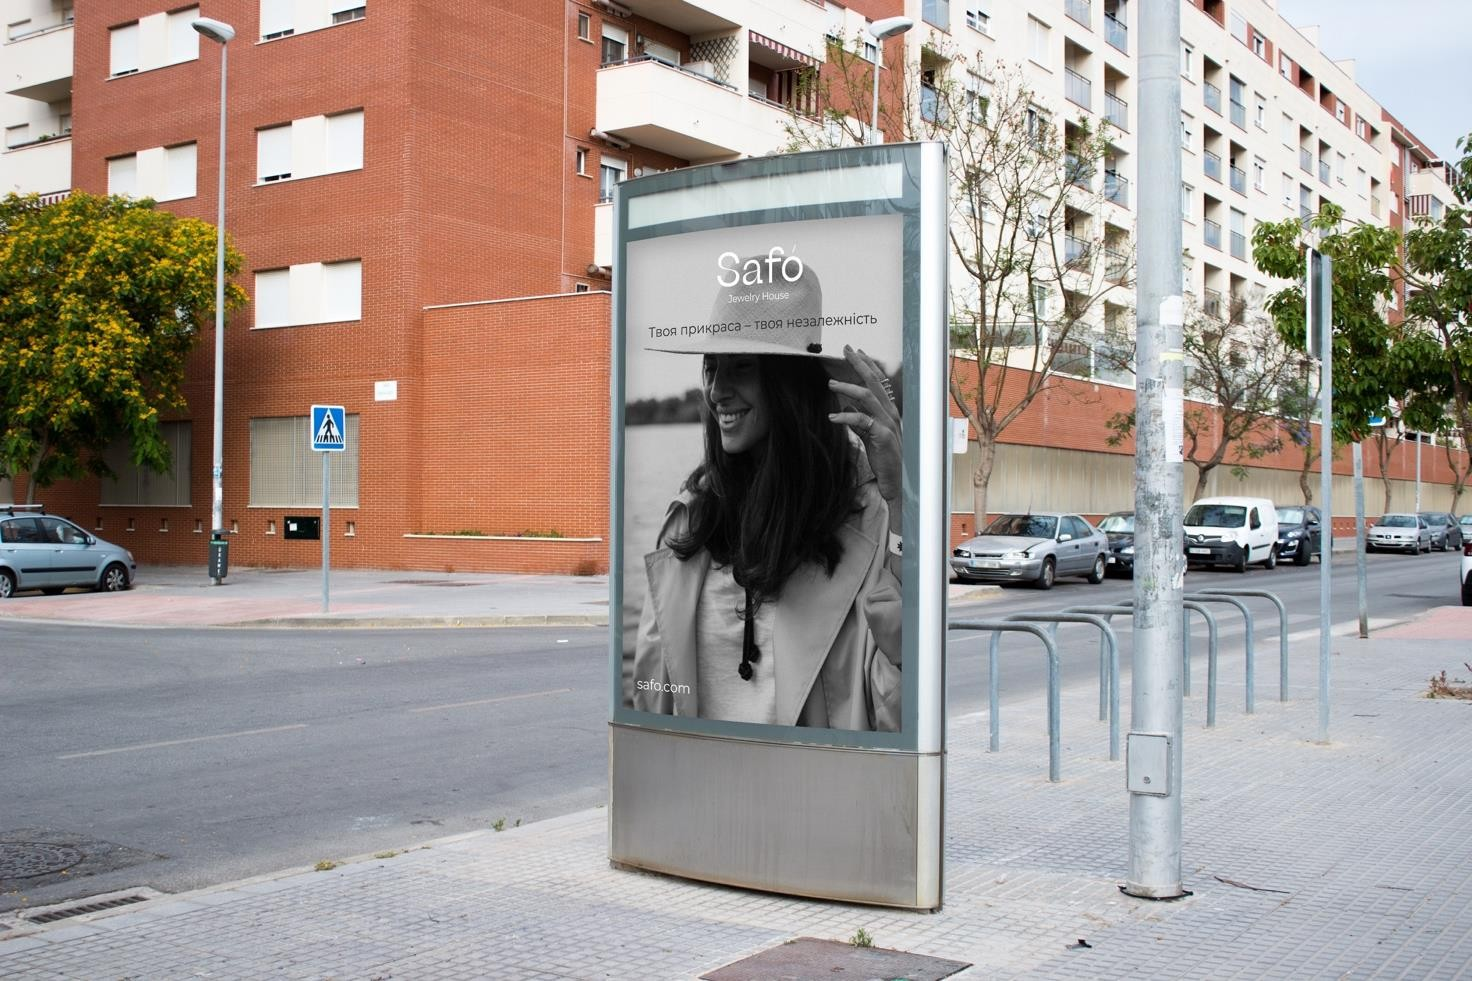 Safó
Jewelry House
Твоя прикраса – твоя незалежність
safo.com